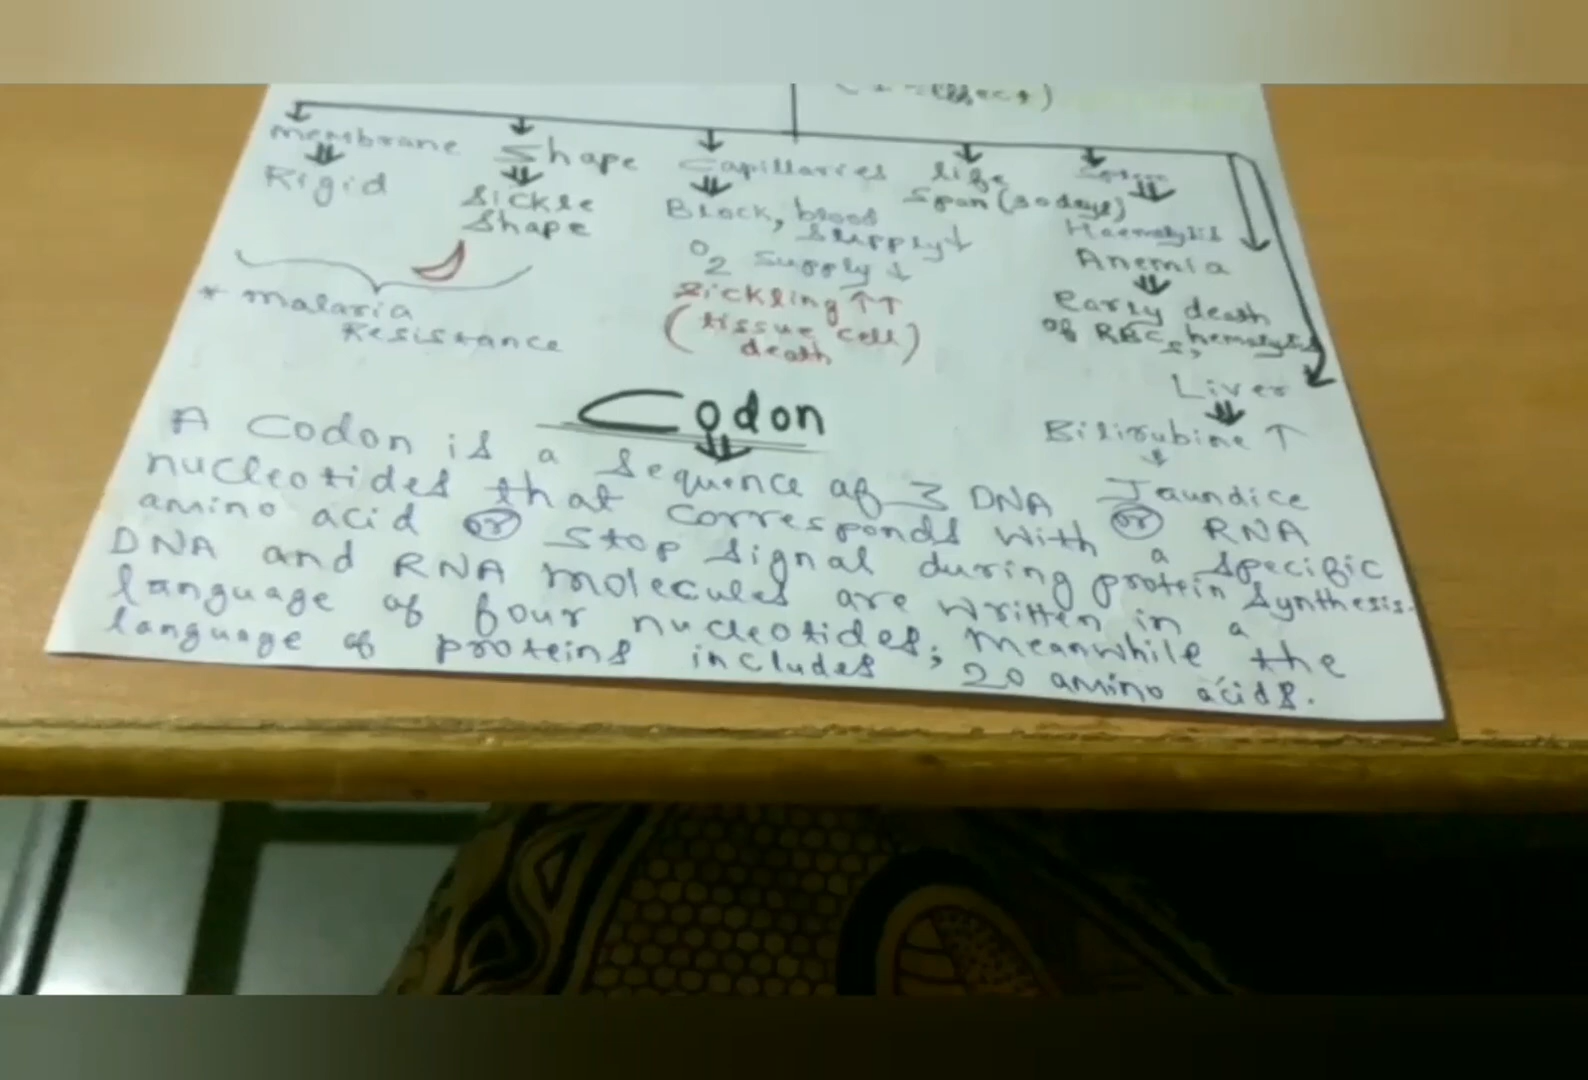 Membrane
Rigid
Shape
Sickle
Shape
* malaria
Resistance
Capillaries
Block, blood
supply↓
O2 supply ↓
Sickling ↑↑
(tissue cell)
death
life
span (30 days)
Haemolysis
Anemia
Early death
of RBCs, hemolysis
Liver
Bilirubine ↑
Jaundice
Codon
A codon is a sequence of 3 DNA or RNA
nucleotides that corresponds with a specific
amino acid or stop signal during protein synthesis.
DNA and RNA molecules are written in a
language of four nucleotides; meanwhile the
language of proteins includes 20 amino acids.